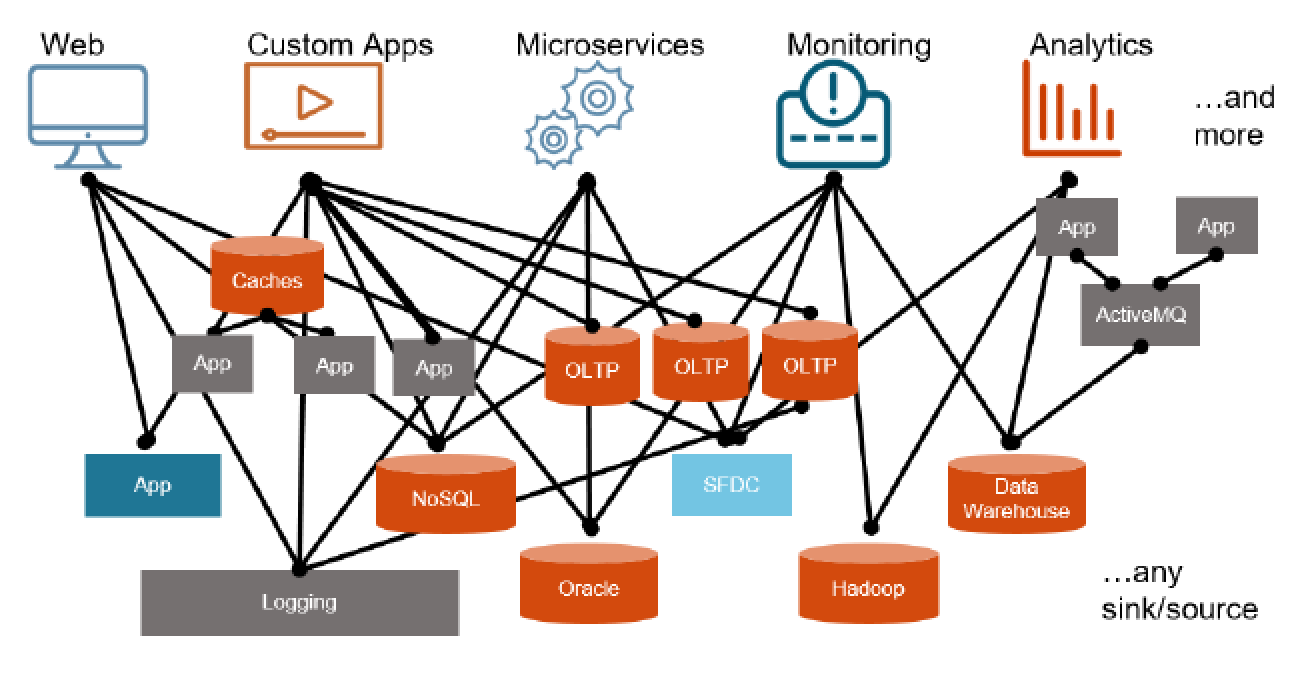 Web
Custom Apps
Microservices
Monitoring
Analytics
…and
more
App
App
Caches
ActiveMQ
App
App
App
OLTP
OLTP
OLTP
App
NoSQL
SFDC
Data
Warehouse
Logging
Oracle
Hadoop
…any
sink/source